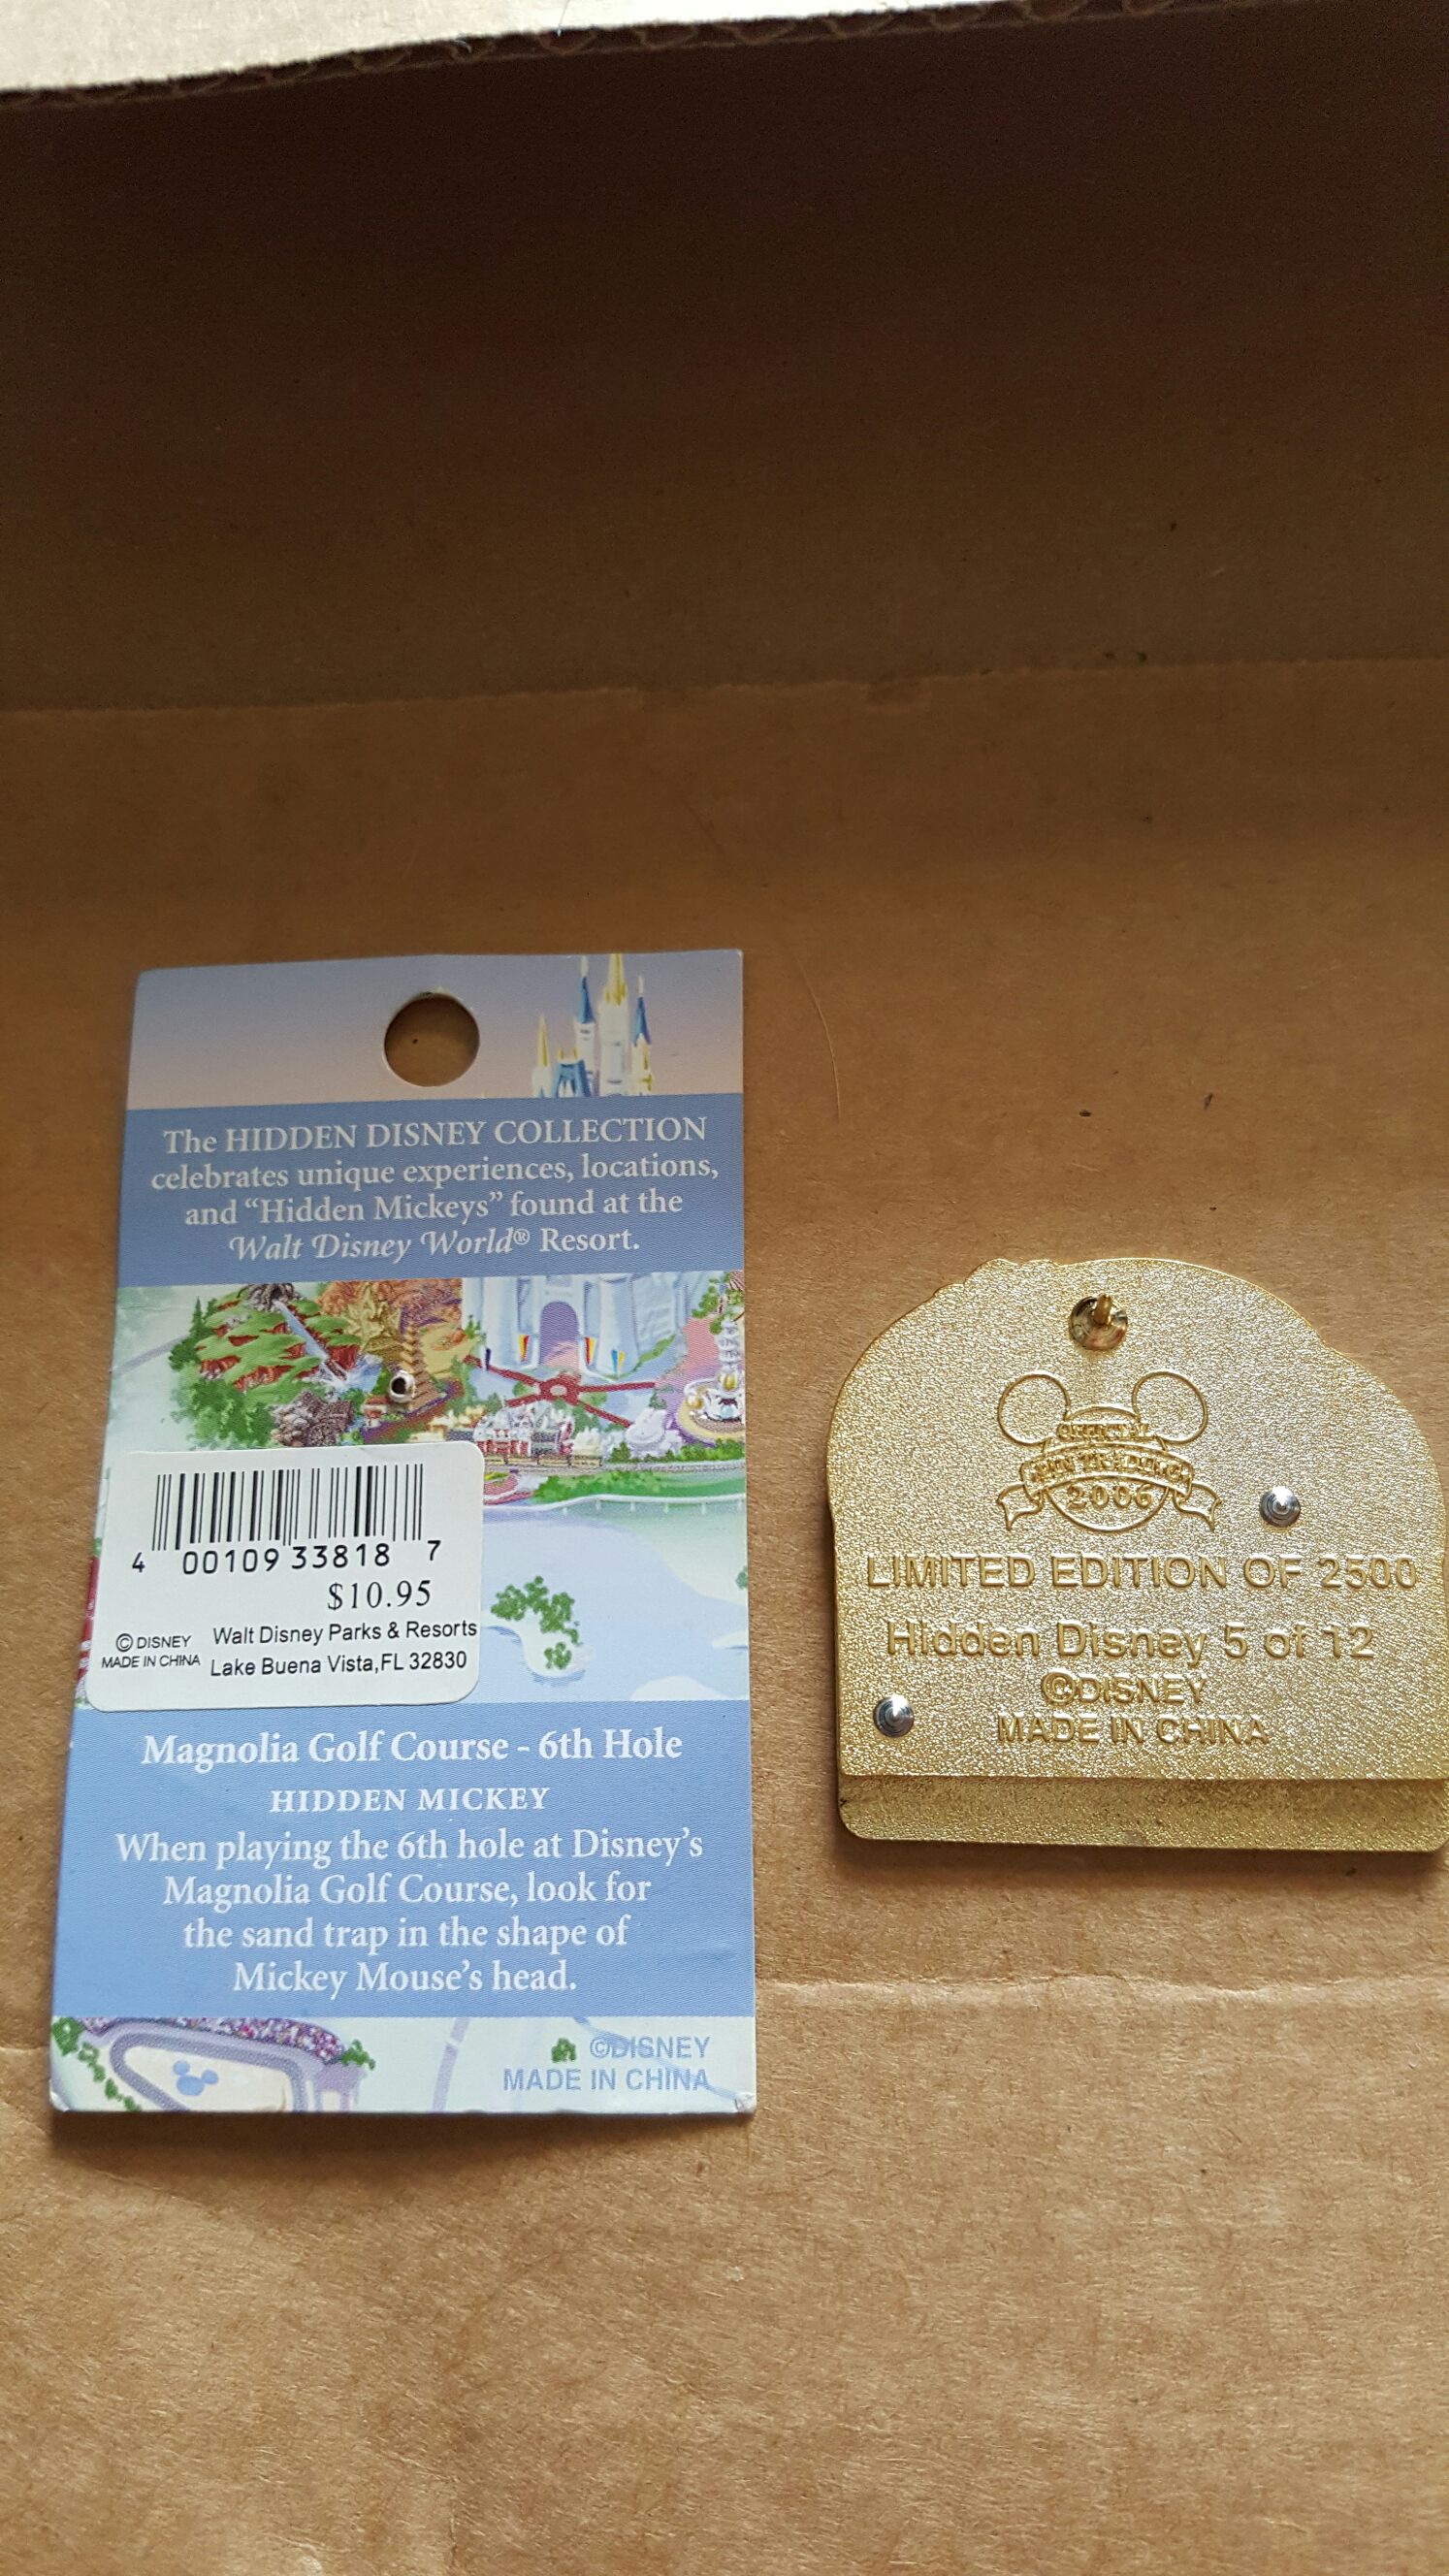 The HIDDEN DISNEY COLLECTION
celebrates unique experiences, locations,
and “Hidden Mickeys” found at the
Walt Disney World® Resort.
4 00109 33818 7
$10.95
© DISNEY
MADE IN CHINA
Walt Disney Parks & Resorts
Lake Buena Vista,FL 32830
Magnolia Golf Course - 6th Hole
HIDDEN MICKEY
When playing the 6th hole at Disney’s
Magnolia Golf Course, look for
the sand trap in the shape of
Mickey Mouse’s head.
©DISNEY
MADE IN CHINA
OFFICIAL
PIN TRADING
2006
LIMITED EDITION OF 2500
Hidden Disney 5 of 12
©DISNEY
MADE IN CHINA